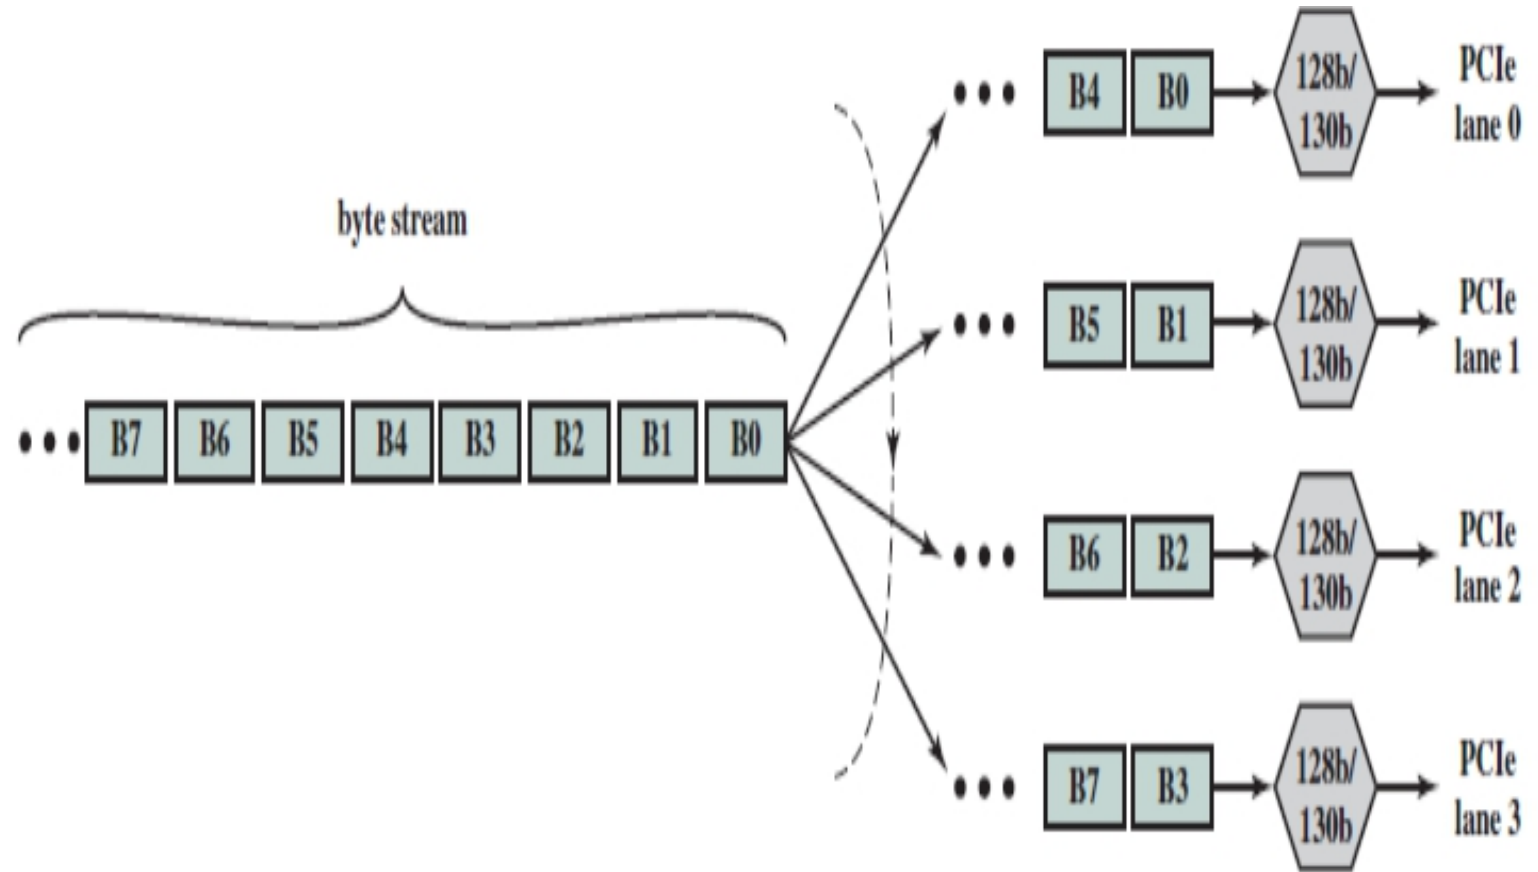 byte stream
B7 B6 B5 B4 B3 B2 B1 B0
B4 B0
128b/
130b
PCIe
lane 0
B5 B1
128b/
130b
PCIe
lane 1
B6 B2
128b/
130b
PCIe
lane 2
B7 B3
128b/
130b
PCIe
lane 3